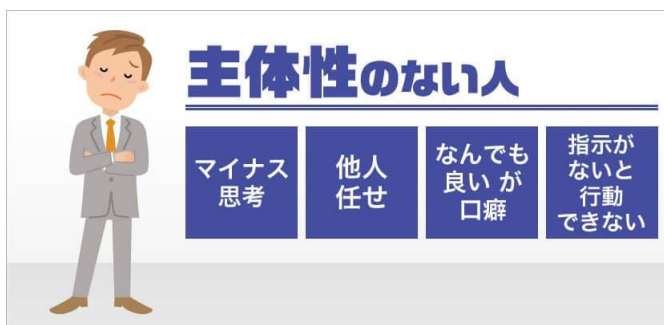 主体性のない人
マイナス
思考
他人
任せ
なんでも
良い が
口癖
指示が
ないと
行動
できない